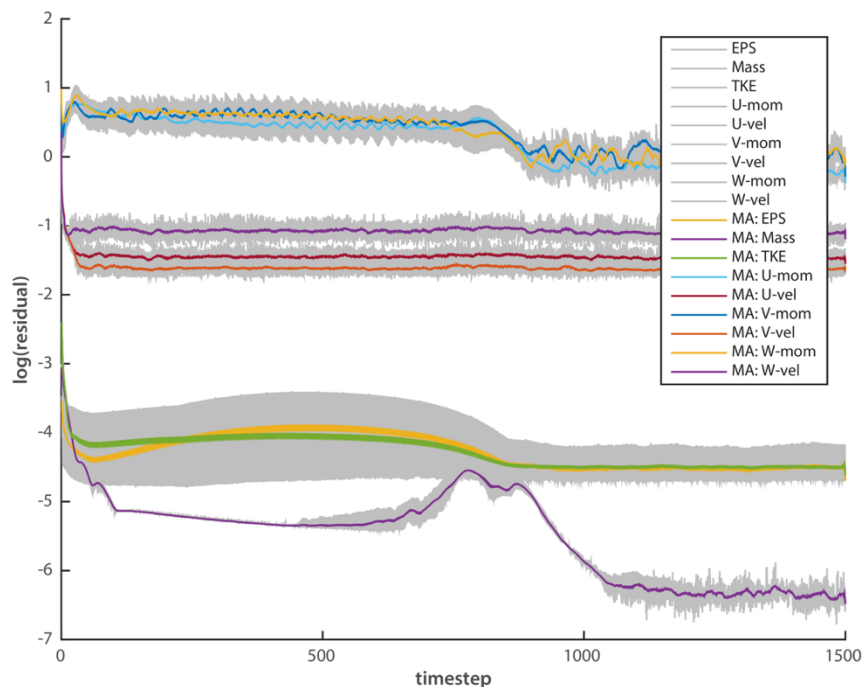 2
1
0
-1
-2
-3
-4
-5
-6
-7
log(residual)
EPS
Mass
TKE
U-mom
U-vel
V-mom
V-vel
W-mom
W-vel
MA: EPS
MA: Mass
MA: TKE
MA: U-mom
MA: U-vel
MA: V-mom
MA: V-vel
MA: W-mom
MA: W-vel
0 500 1000 1500
timestep